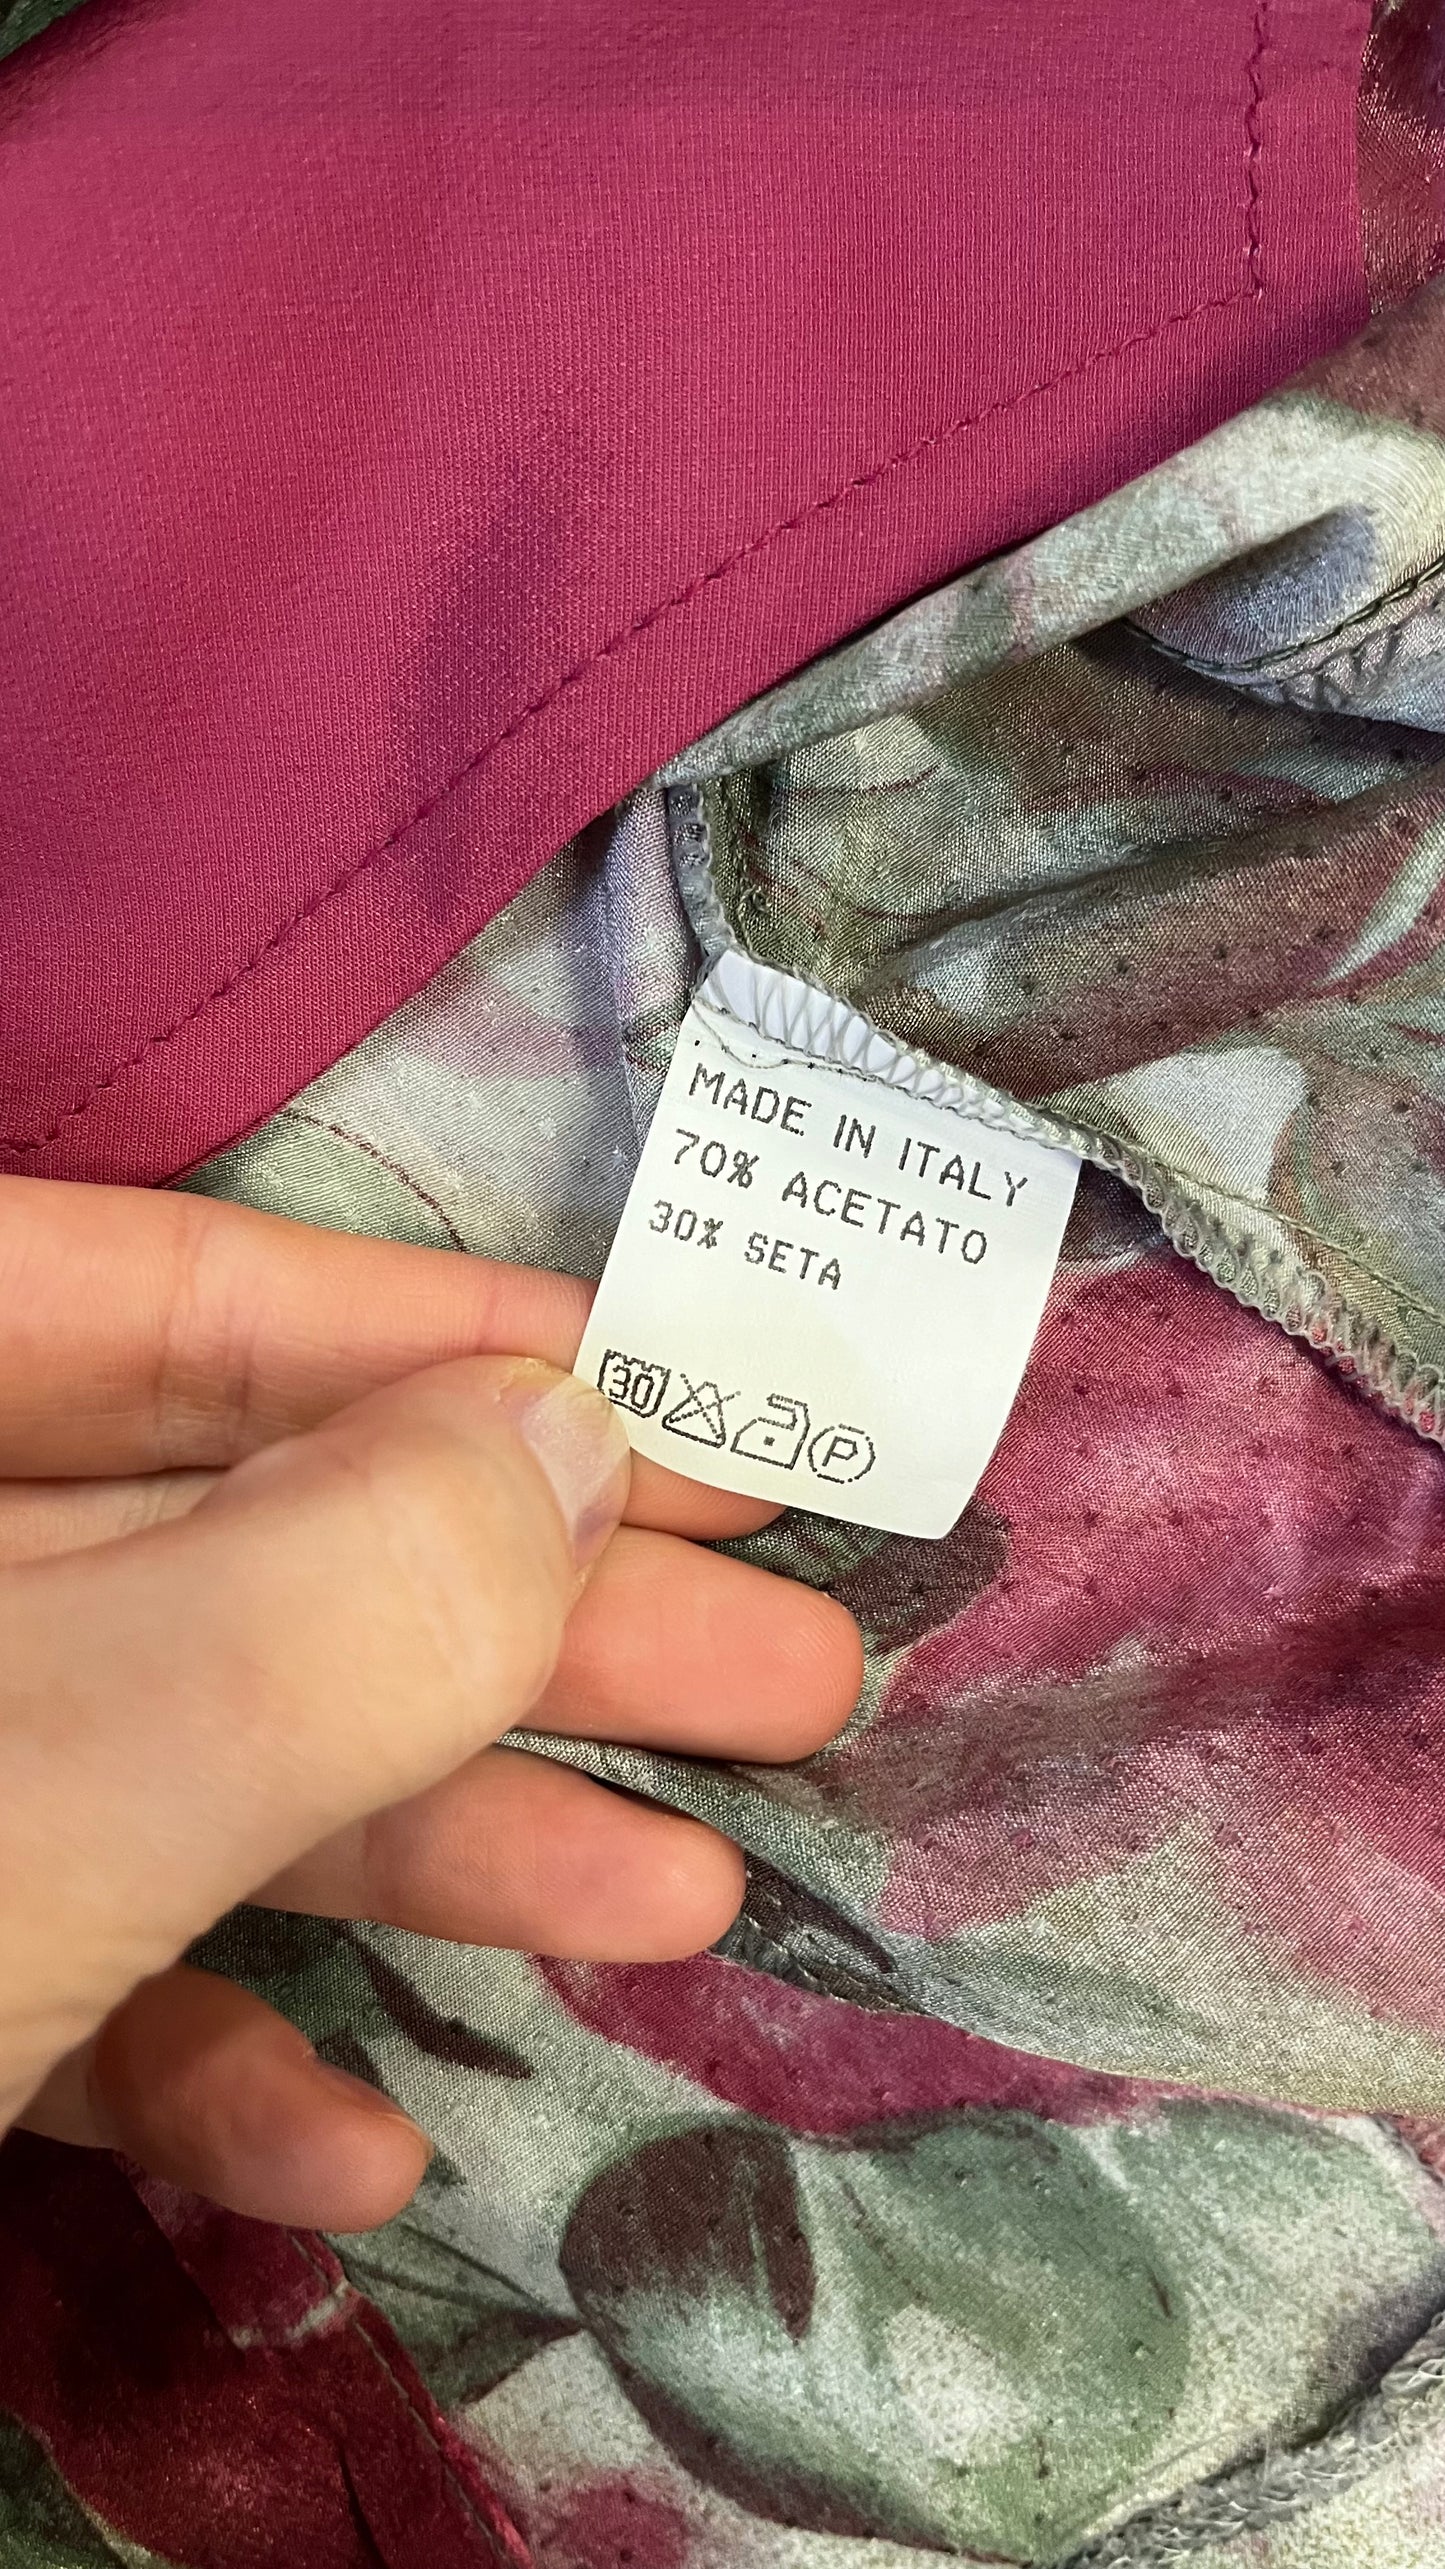 MADE IN ITALY
70% ACETATO
30% SETA
30 P